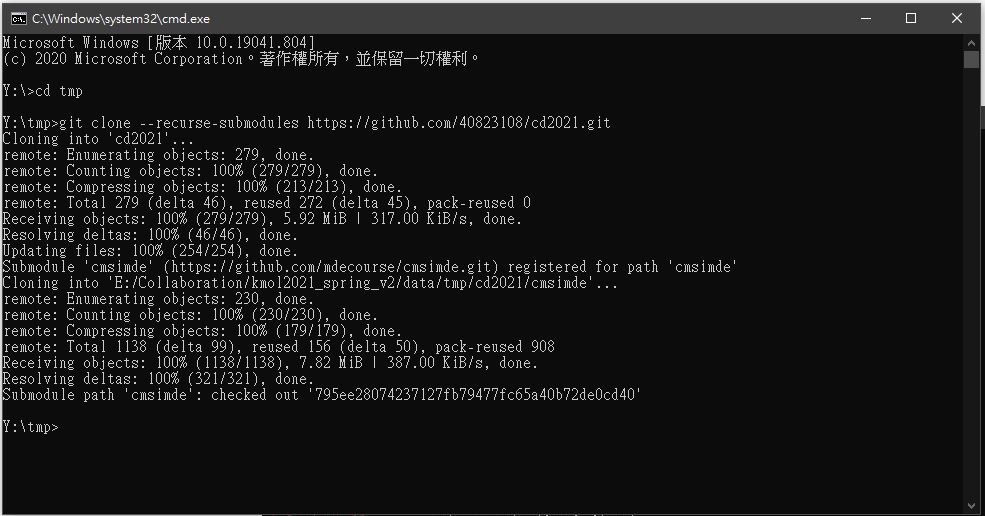 C:\Windows\system32\cmd.exe
Microsoft Windows [版本 10.0.19041.804]
(c) 2020 Microsoft Corporation。著作權所有，並保留一切權利。
Y:\>cd tmp
Y:\tmp>git clone --recurse-submodules https://github.com/40823108/cd2021.git
Cloning into 'cd2021'...
remote: Enumerating objects: 279, done.
remote: Counting objects: 100% (279/279), done.
remote: Compressing objects: 100% (213/213), done.
remote: Total 279 (delta 46), reused 272 (delta 45), pack-reused 0
Receiving objects: 100% (279/279), 5.92 MiB | 317.00 KiB/s, done.
Resolving deltas: 100% (46/46), done.
Updating files: 100% (254/254), done.
Submodule 'cmsimde' (https://github.com/mdecourse/cmsimde.git) registered for path 'cmsimde'
Cloning into 'E:/Collaboration/kmol2021_spring_v2/data/tmp/cd2021/cmsimde'...
remote: Enumerating objects: 230, done.
remote: Counting objects: 100% (230/230), done.
remote: Compressing objects: 100% (179/179), done.
remote: Total 1138 (delta 99), reused 156 (delta 50), pack-reused 908
Receiving objects: 100% (1138/1138), 7.82 MiB | 387.00 KiB/s, done.
Resolving deltas: 100% (321/321), done.
Submodule path 'cmsimde': checked out '795ee28074237127fb79477fc65a40b72de0cd40'
Y:\tmp>